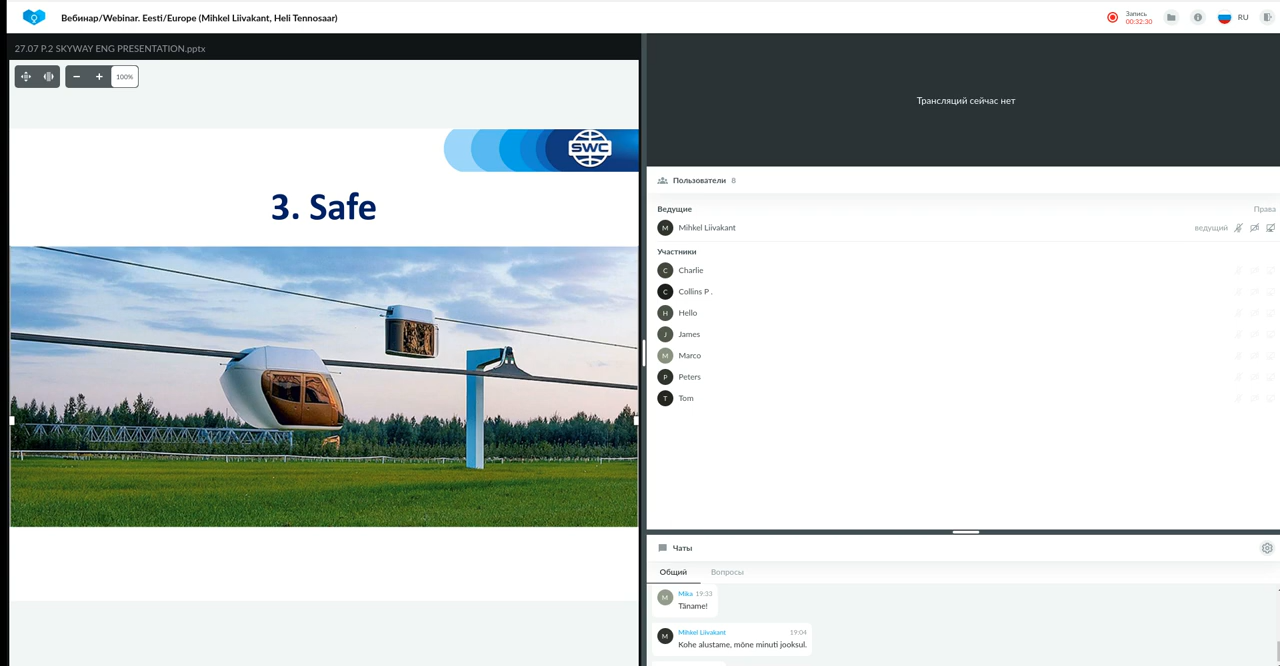 Вебинар/Webinar. Eesti/Europe (Mihkel Liivakant, Heli Tennosaar)
Запись
00:32:30
RU
27.07 P.2 SKYWAY ENG PRESENTATION.pptx
100%
SWC
3. Safe
Трансляций сейчас нет
Пользователи 8
Ведущие Права
M Mihkel Liivakant ведущий
Участники
C Charlie
C Collins P .
H Hello
J James
M Marco
P Peters
T Tom
Чаты
Общий Вопросы
M Mika 19:33
Täname!
M Mihkel Liivakant 19:04
Kohe alustame, mõne minuti jooksul.